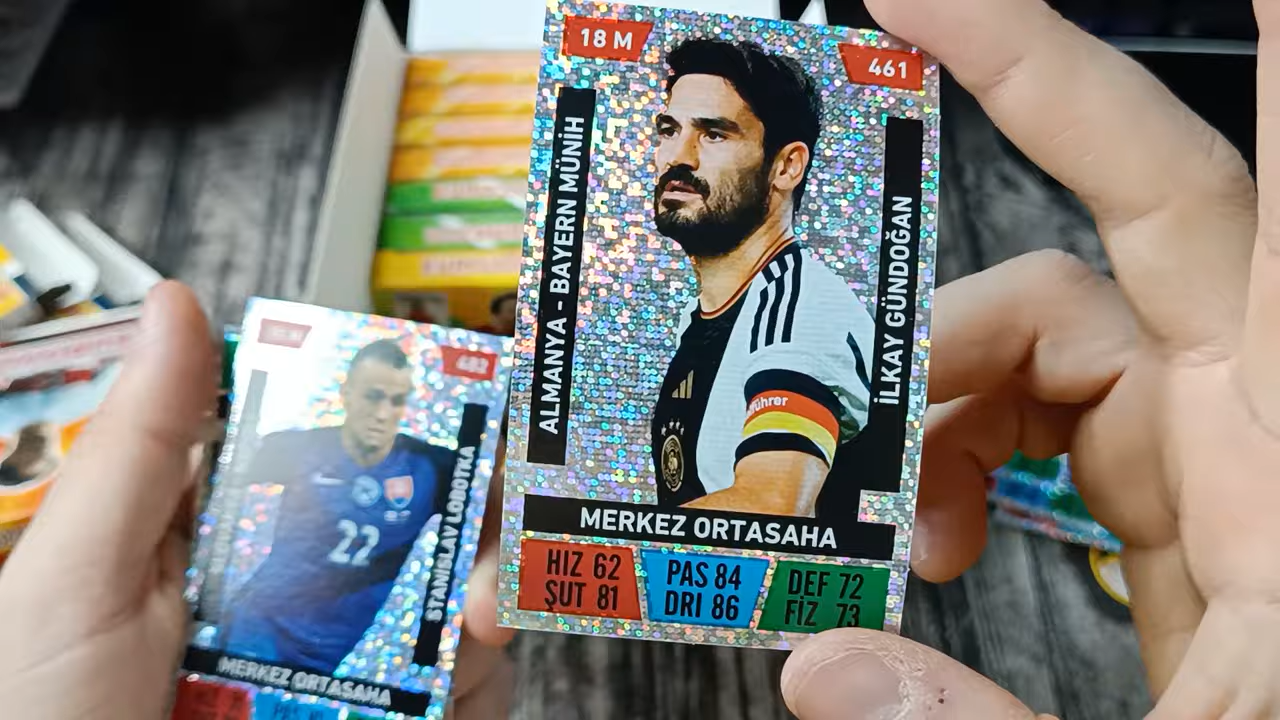 18 M
461
ALMANYA - BAYERN MÜNİH
İLKAY GÜNDOĞAN
führer
MERKEZ ORTASAHA
HIZ 62
ŞUT 81
PAS 84
DRI 86
DEF 72
FİZ 73
482
22
STANISLAV LOBOTKA
MERKEZ ORTASAHA